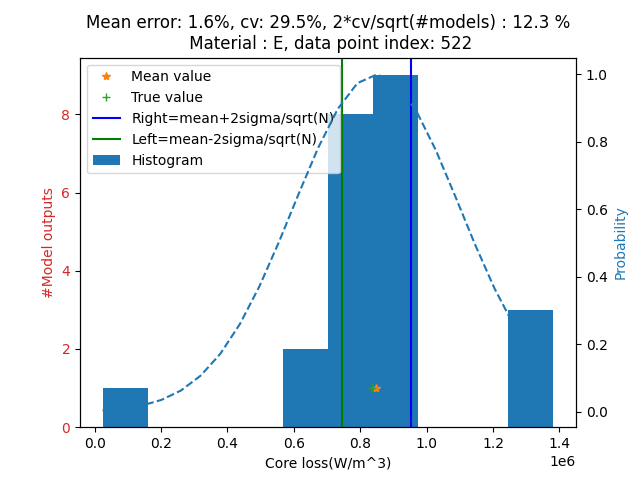 Mean error: 1.6%, cv: 29.5%, 2*cv/sqrt(#models) : 12.3 %
Material : E, data point index: 522
Mean value
True value
Right=mean+2sigma/sqrt(N)
Left=mean-2sigma/sqrt(N)
Histogram
#Model outputs
0
2
4
6
8
Probability
0.0
0.2
0.4
0.6
0.8
1.0
0.0 0.2 0.4 0.6 0.8 1.0 1.2 1.4
1e6
Core loss(W/m^3)